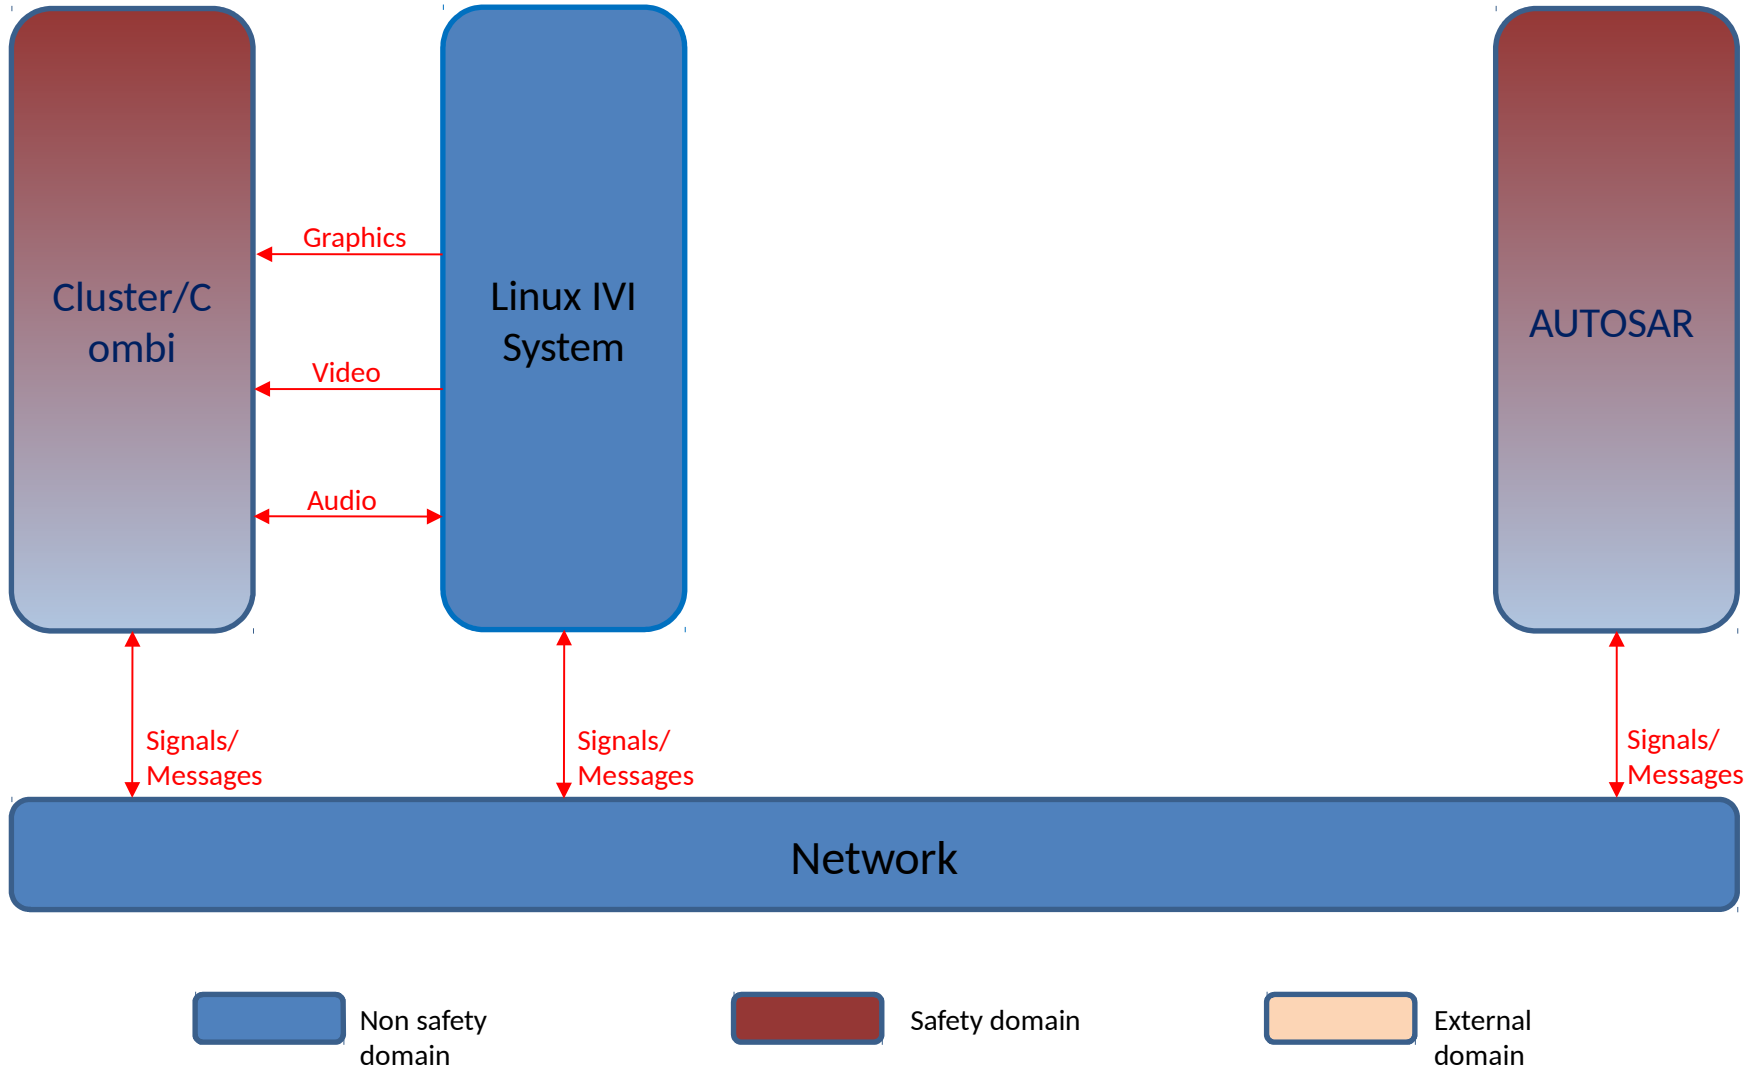 Graphics
Cluster/C
ombi
Linux IVI
System
AUTOSAR
Video
Audio
Signals/
Messages
Signals/
Messages
Signals/
Messages
Network
Non safety
domain
Safety domain
External
domain